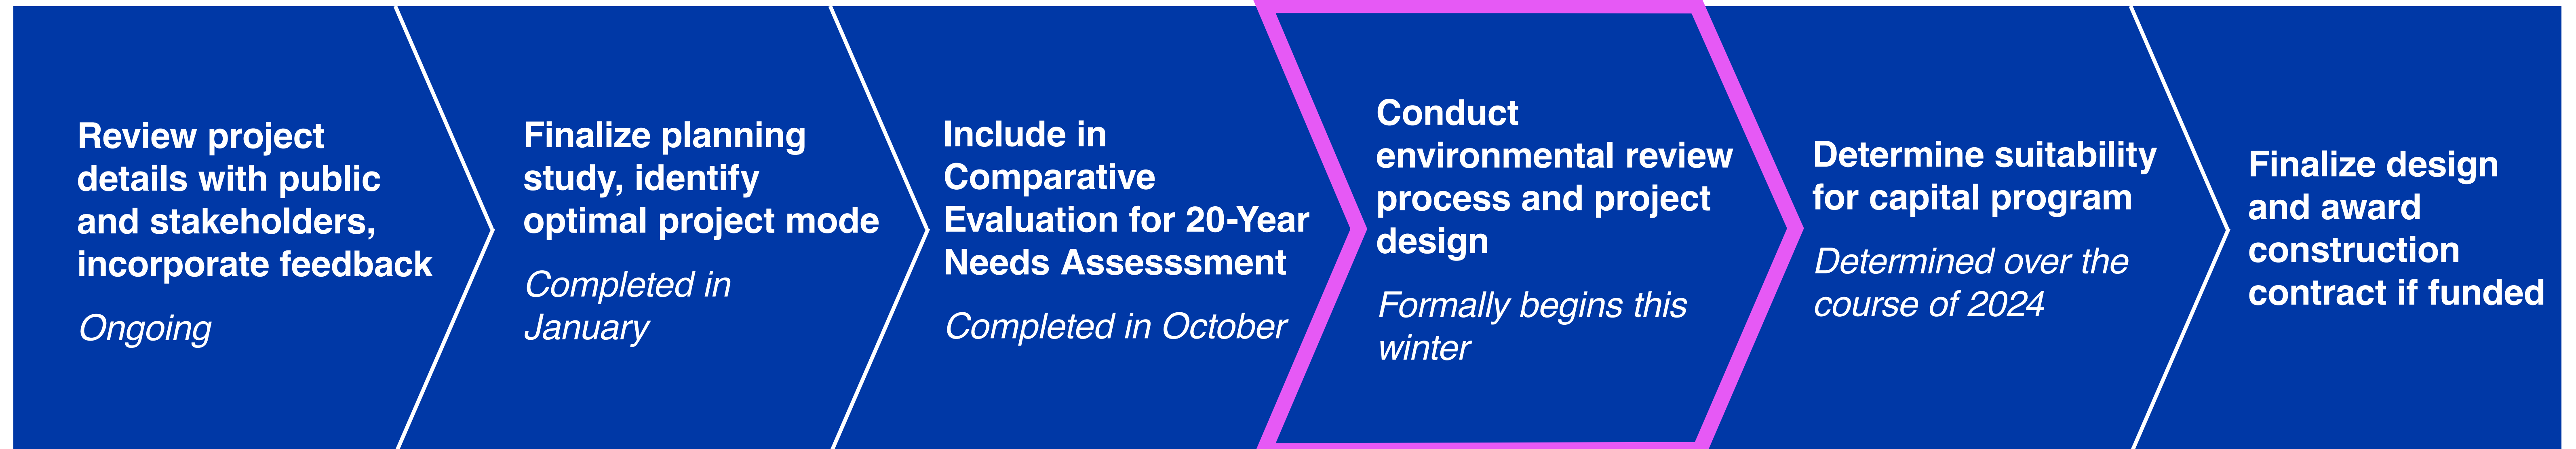 Review project
details with public
and stakeholders,
incorporate feedback
Ongoing
Finalize planning
study, identify
optimal project mode
Completed in
January
Include in
Comparative
Evaluation for 20-Year
Needs Assesssment
Completed in October
Conduct
environmental review
process and project
design
Formally begins this
winter
Determine suitability
for capital program
Determined over the
course of 2024
Finalize design
and award
construction
contract if funded